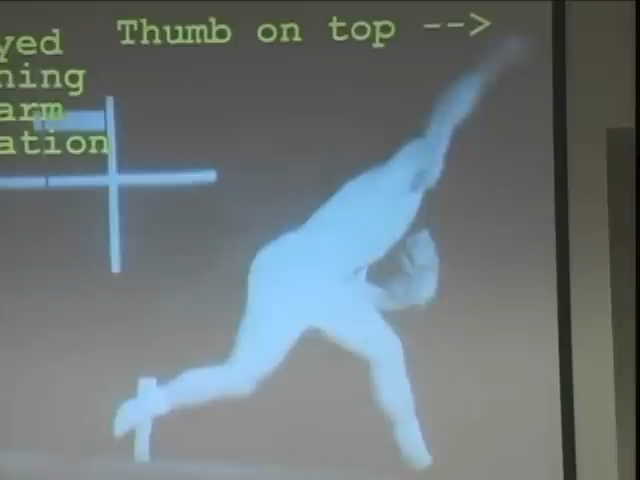 Thumb on top -->
yed
ning
arm
ation